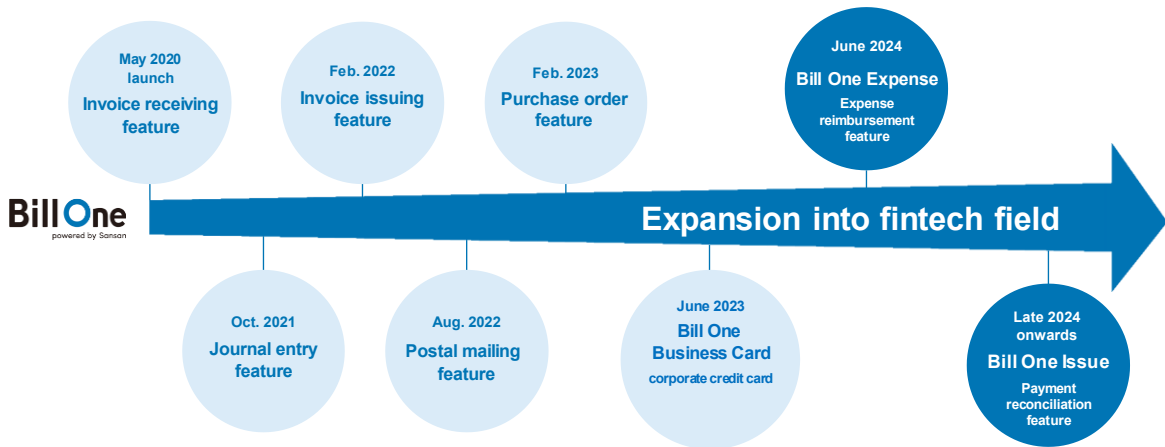 May 2020
launch
Invoice receiving
feature
Feb. 2022
Invoice issuing
feature
Feb. 2023
Purchase order
feature
June 2024
Bill One Expense
Expense
reimbursement
feature
Bill One
powered by Sansan
Expansion into fintech field
Oct. 2021
Journal entry
feature
Aug. 2022
Postal mailing
feature
June 2023
Bill One
Business Card
corporate credit card
Late 2024
onwards
Bill One Issue
Payment
reconciliation
feature